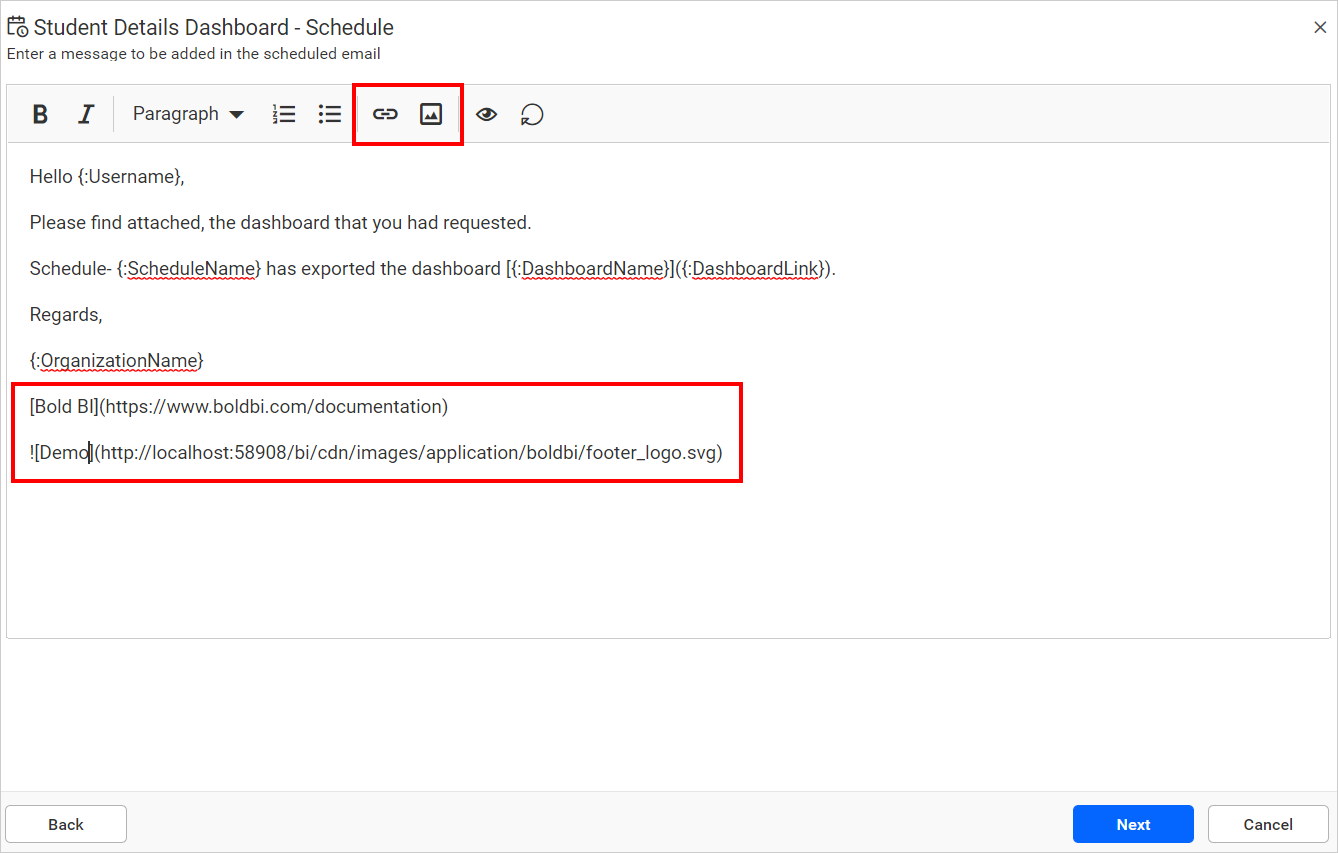 Student Details Dashboard - Schedule
Enter a message to be added in the scheduled email
B I Paragraph
Hello {:Username},
Please find attached, the dashboard that you had requested.
Schedule- {:ScheduleName} has exported the dashboard [{:DashboardName}]({:DashboardLink}).
Regards,
{:OrganizationName}
[Bold BI](https://www.boldbi.com/documentation)
![Demo](http://localhost:58908/bi/cdn/images/application/boldbi/footer_logo.svg)
Back Next Cancel